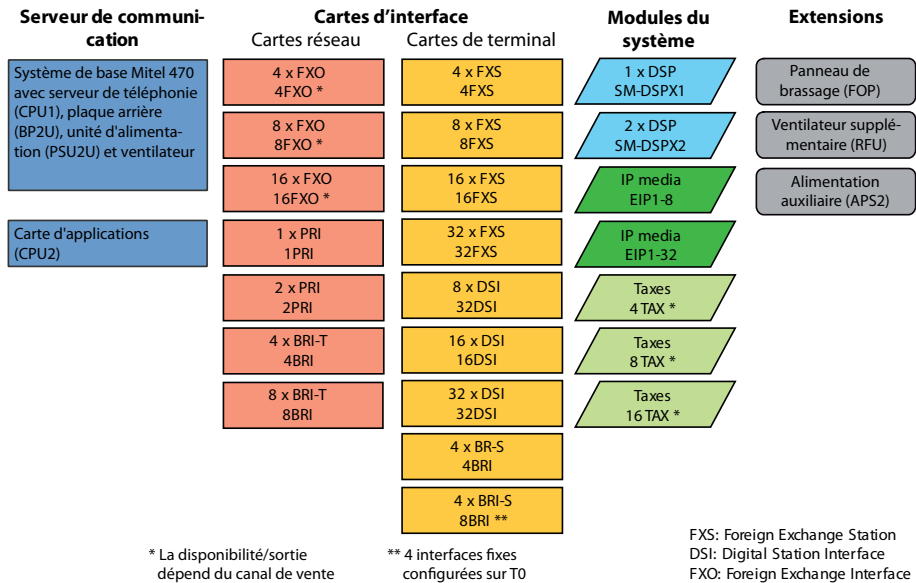 Serveur de communi-
cation
Système de base Mitel 470
avec serveur de téléphonie
(CPU1), plaque arrière
(BP2U), unité d'alimenta-
tion (PSU2U) et ventilateur
Carte d'applications
(CPU2)
Cartes d'interface
Cartes réseau
4 x FXO
4FXO *
8 x FXO
8FXO *
16 x FXO
16FXO *
1 x PRI
1PRI
2 x PRI
2PRI
4 x BRI-T
4BRI
8 x BRI-T
8BRI
Cartes de terminal
4 x FXS
4FXS
8 x FXS
8FXS
16 x FXS
16FXS
32 x FXS
32FXS
8 x DSI
32DSI
16 x DSI
16DSI
32 x DSI
32DSI
4 x BR-S
4BRI
4 x BRI-S
8BRI **
Modules du
système
1 x DSP
SM-DSPX1
2 x DSP
SM-DSPX2
IP media
EIP1-8
IP media
EIP1-32
Taxes
4 TAX *
Taxes
8 TAX *
Taxes
16 TAX *
Extensions
Panneau de
brassage (FOP)
Ventilateur supplé-
mentaire (RFU)
Alimentation
auxiliaire (APS2)
* La disponibilité/sortie
dépend du canal de vente
** 4 interfaces fixes
configurées sur T0
FXS: Foreign Exchange Station
DSI: Digital Station Interface
FXO: Foreign Exchange Interface